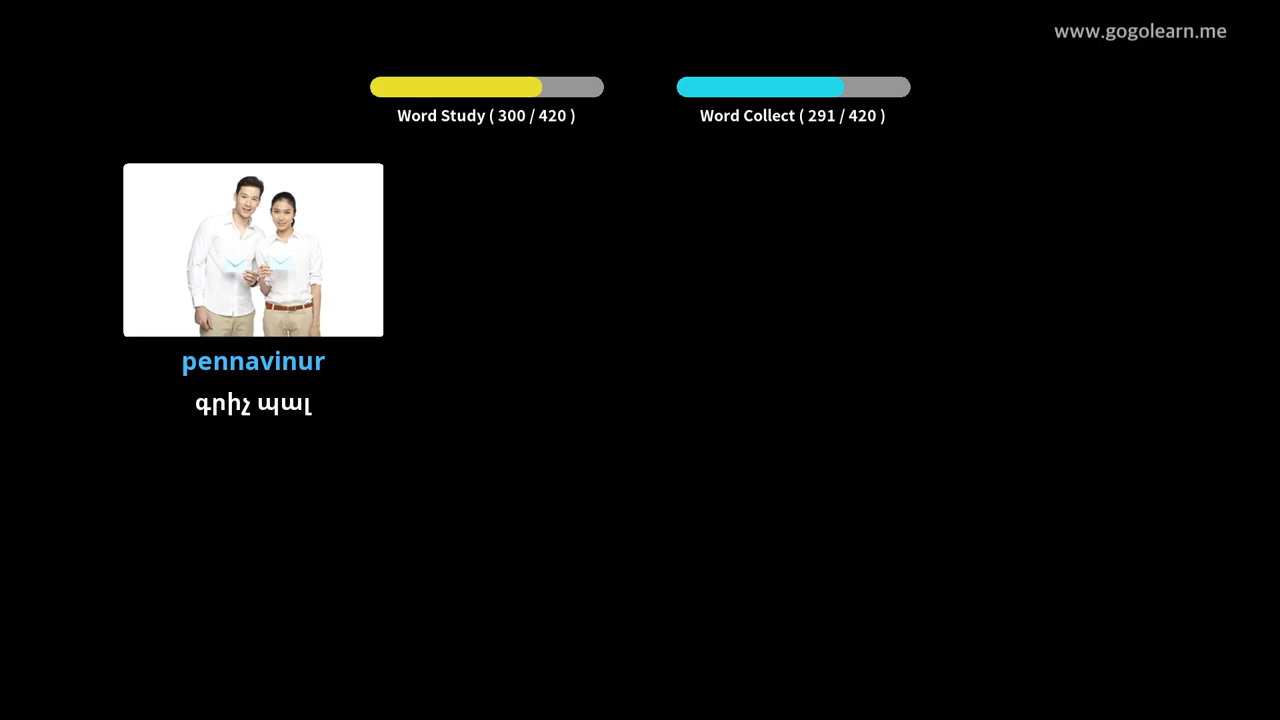 www.gogolearn.me
Word Study ( 300 / 420 )
Word Collect ( 291 / 420 )
pennavinur
գրիչ պալ